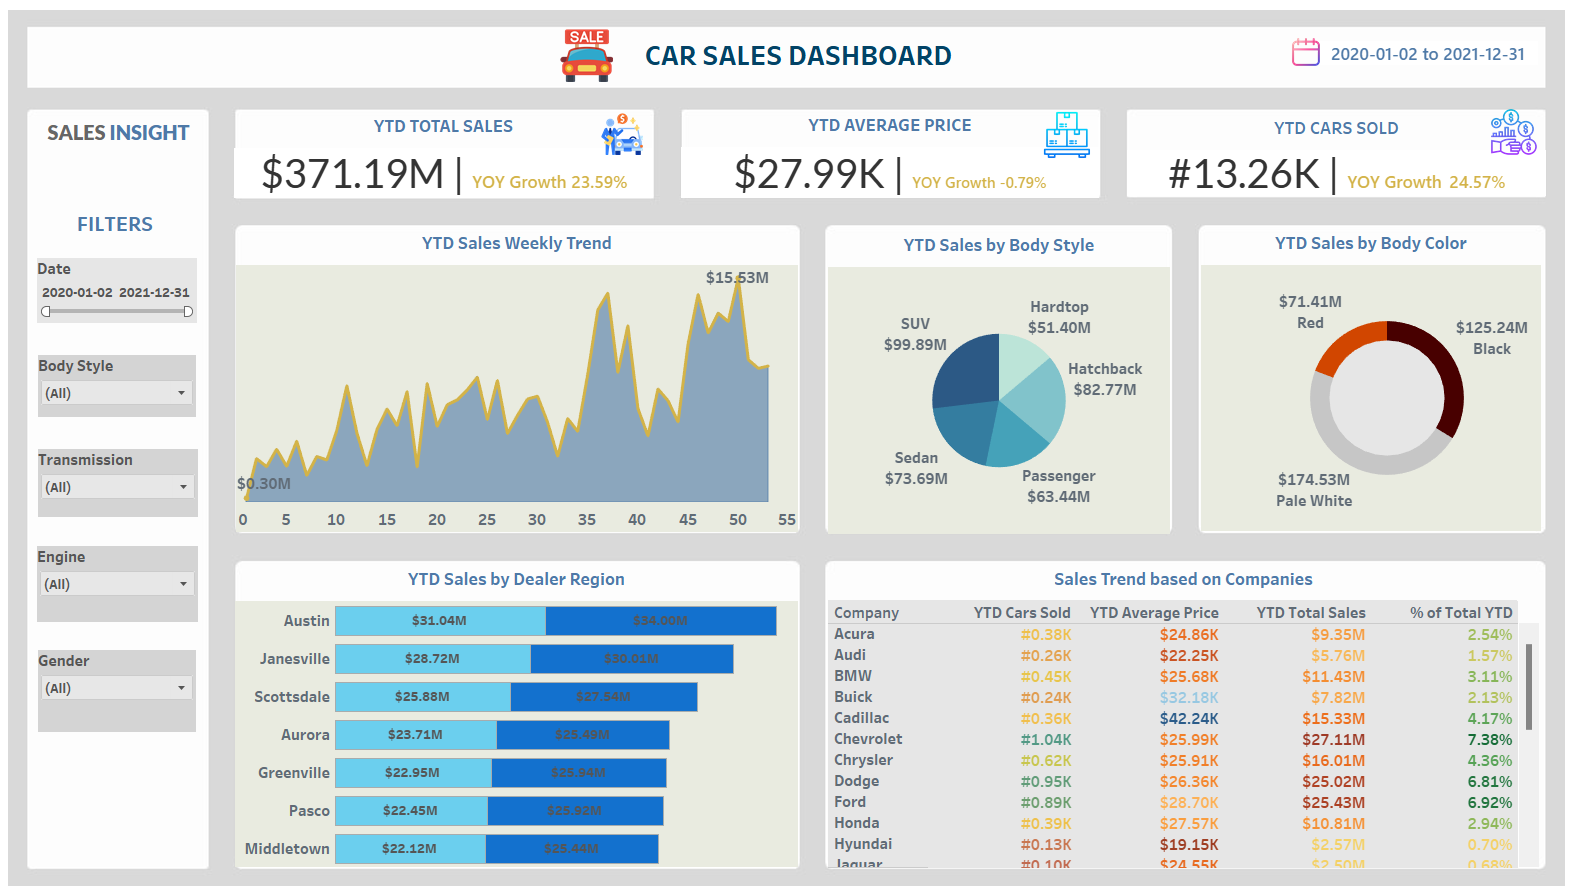 SALE
CAR SALES DASHBOARD
2020-01-02 to 2021-12-31
SALES INSIGHT
FILTERS
Date
2020-01-02 2021-12-31
Body Style
(All)
Transmission
(All)
Engine
(All)
Gender
(All)
YTD TOTAL SALES
$371.19M | YOY Growth 23.59%
YTD AVERAGE PRICE
$27.99K | YOY Growth -0.79%
YTD CARS SOLD
#13.26K | YOY Growth 24.57%
YTD Sales Weekly Trend
$15.53M
$0.30M
0 5 10 15 20 25 30 35 40 45 50 55
YTD Sales by Body Style
Hardtop
$51.40M
SUV
$99.89M
Hatchback
$82.77M
Sedan
$73.69M
Passenger
$63.44M
YTD Sales by Body Color
$71.41M
Red
$125.24M
Black
$174.53M
Pale White
YTD Sales by Dealer Region
Austin $31.04M $34.00M
Janesville $28.72M $30.01M
Scottsdale $25.88M $27.54M
Aurora $23.71M $25.49M
Greenville $22.95M $25.94M
Pasco $22.45M $25.92M
Middletown $22.12M $25.44M
Sales Trend based on Companies
Company YTD Cars Sold YTD Average Price YTD Total Sales % of Total YTD
Acura #0.38K $24.86K $9.35M 2.54%
Audi #0.26K $22.25K $5.76M 1.57%
BMW #0.45K $25.68K $11.43M 3.11%
Buick #0.24K $32.18K $7.82M 2.13%
Cadillac #0.36K $42.24K $15.33M 4.17%
Chevrolet #1.04K $25.99K $27.11M 7.38%
Chrysler #0.62K $25.91K $16.01M 4.36%
Dodge #0.95K $26.36K $25.02M 6.81%
Ford #0.89K $28.70K $25.43M 6.92%
Honda #0.39K $27.57K $10.81M 2.94%
Hyundai #0.13K $19.15K $2.57M 0.70%
Jaguar #0.10K $24.55K $2.50M 0.68%